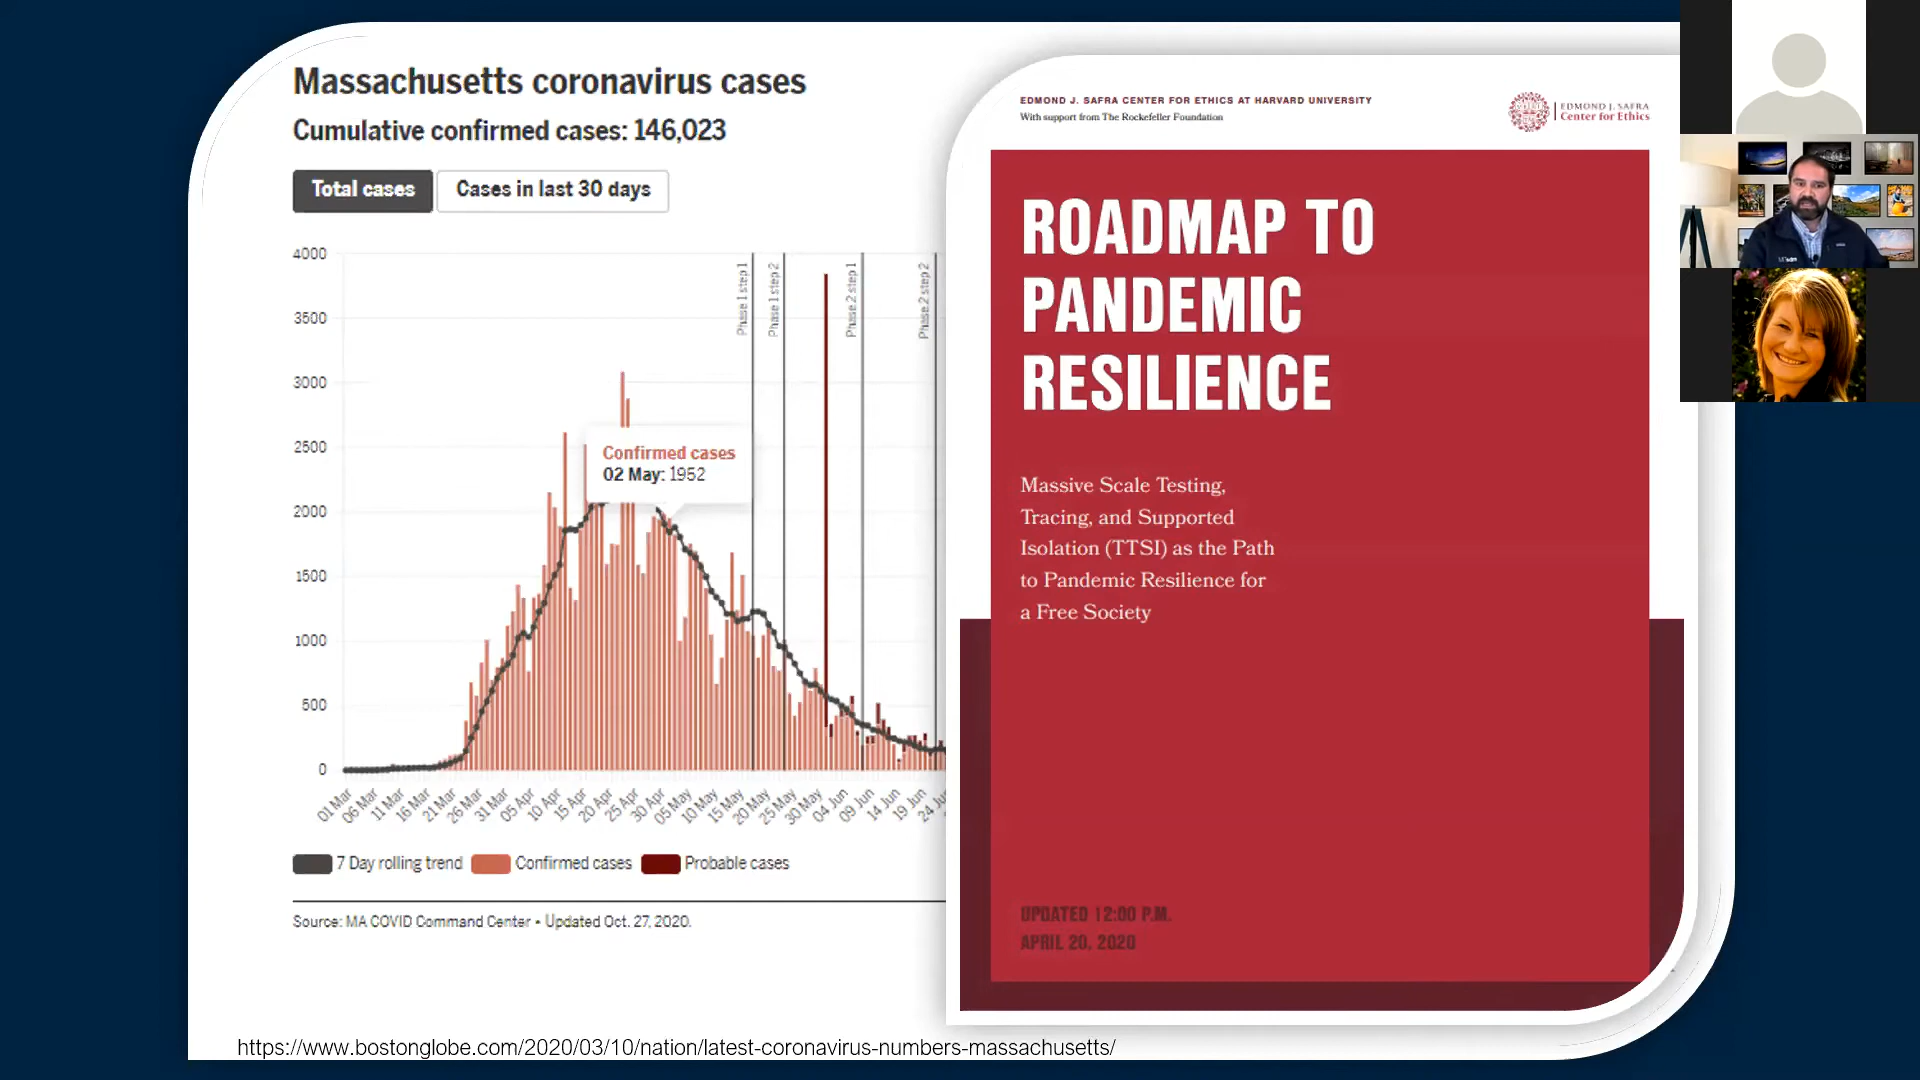 Massachusetts coronavirus cases
Cumulative confirmed cases: 146,023
Total cases
Cases in last 30 days
4000
3500
3000
2500
2000
1500
1000
500
0
Phase 1 step 1
Phase 1 step 2
Phase 2 step 1
Phase 2 step 2
Confirmed cases
02 May: 1952
01 Mar
06 Mar
11 Mar
16 Mar
21 Mar
26 Mar
31 Mar
05 Apr
10 Apr
15 Apr
20 Apr
25 Apr
30 Apr
05 May
10 May
15 May
20 May
25 May
30 May
04 Jun
09 Jun
14 Jun
19 Jun
24 Ju
7 Day rolling trend
Confirmed cases
Probable cases
Source: MA COVID Command Center • Updated Oct. 27, 2020.
EDMOND J. SAFRA CENTER FOR ETHICS AT HARVARD UNIVERSITY
With support from The Rockefeller Foundation
EDMOND J. SAFRA
Center for Ethics
ROADMAP TO
PANDEMIC
RESILIENCE
Massive Scale Testing,
Tracing, and Supported
Isolation (TTSI) as the Path
to Pandemic Resilience for
a Free Society
UPDATED 12:00 P.M.
APRIL 20, 2020
https://www.bostonglobe.com/2020/03/10/nation/latest-coronavirus-numbers-massachusetts/